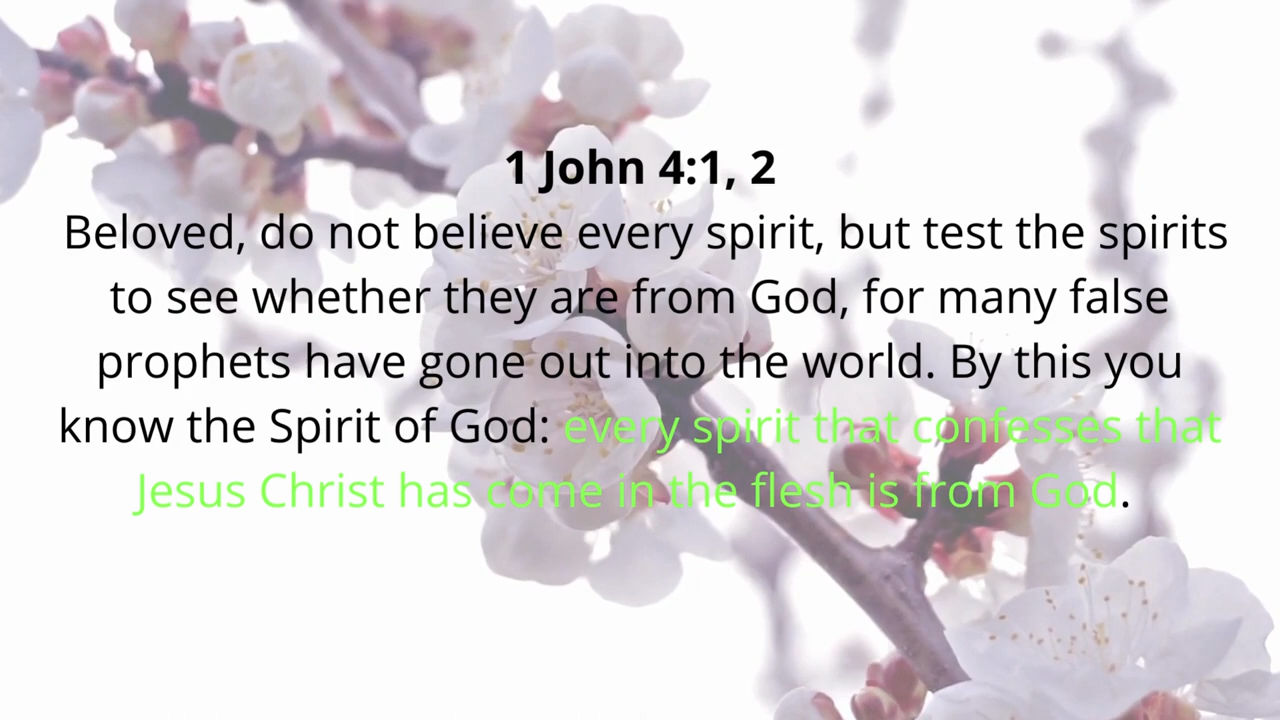 1 John 4:1, 2
Beloved, do not believe every spirit, but test the spirits
to see whether they are from God, for many false
prophets have gone out into the world. By this you
know the Spirit of God: every spirit that confesses that
Jesus Christ has come in the flesh is from God.